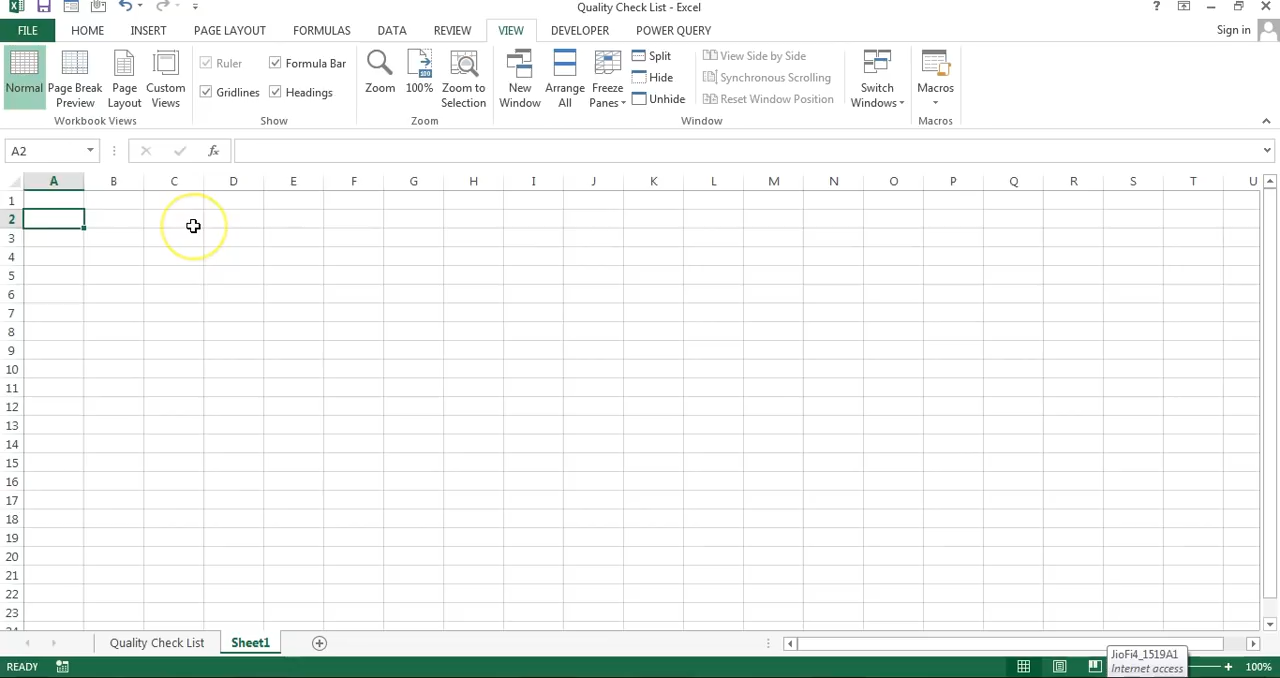 Quality Check List - Excel
?
Sign in
FILE HOME INSERT PAGE LAYOUT FORMULAS DATA REVIEW VIEW DEVELOPER POWER QUERY
Normal
Page Break Preview
Page Layout
Custom Views
Workbook Views
Ruler
Formula Bar
Gridlines
Headings
Show
Zoom
100%
Zoom to Selection
Zoom
New Window
Arrange All
Freeze Panes
Split
Hide
Unhide
View Side by Side
Synchronous Scrolling
Reset Window Position
Window
Switch Windows
Macros
Macros
A2
fx
A B C D E F G H I J K L M N O P Q R S T U
1
2
3
4
5
6
7
8
9
10
11
12
13
14
15
16
17
18
19
20
21
22
23
Quality Check List Sheet1
READY
JioFi4_1519A1
Internet access
100%